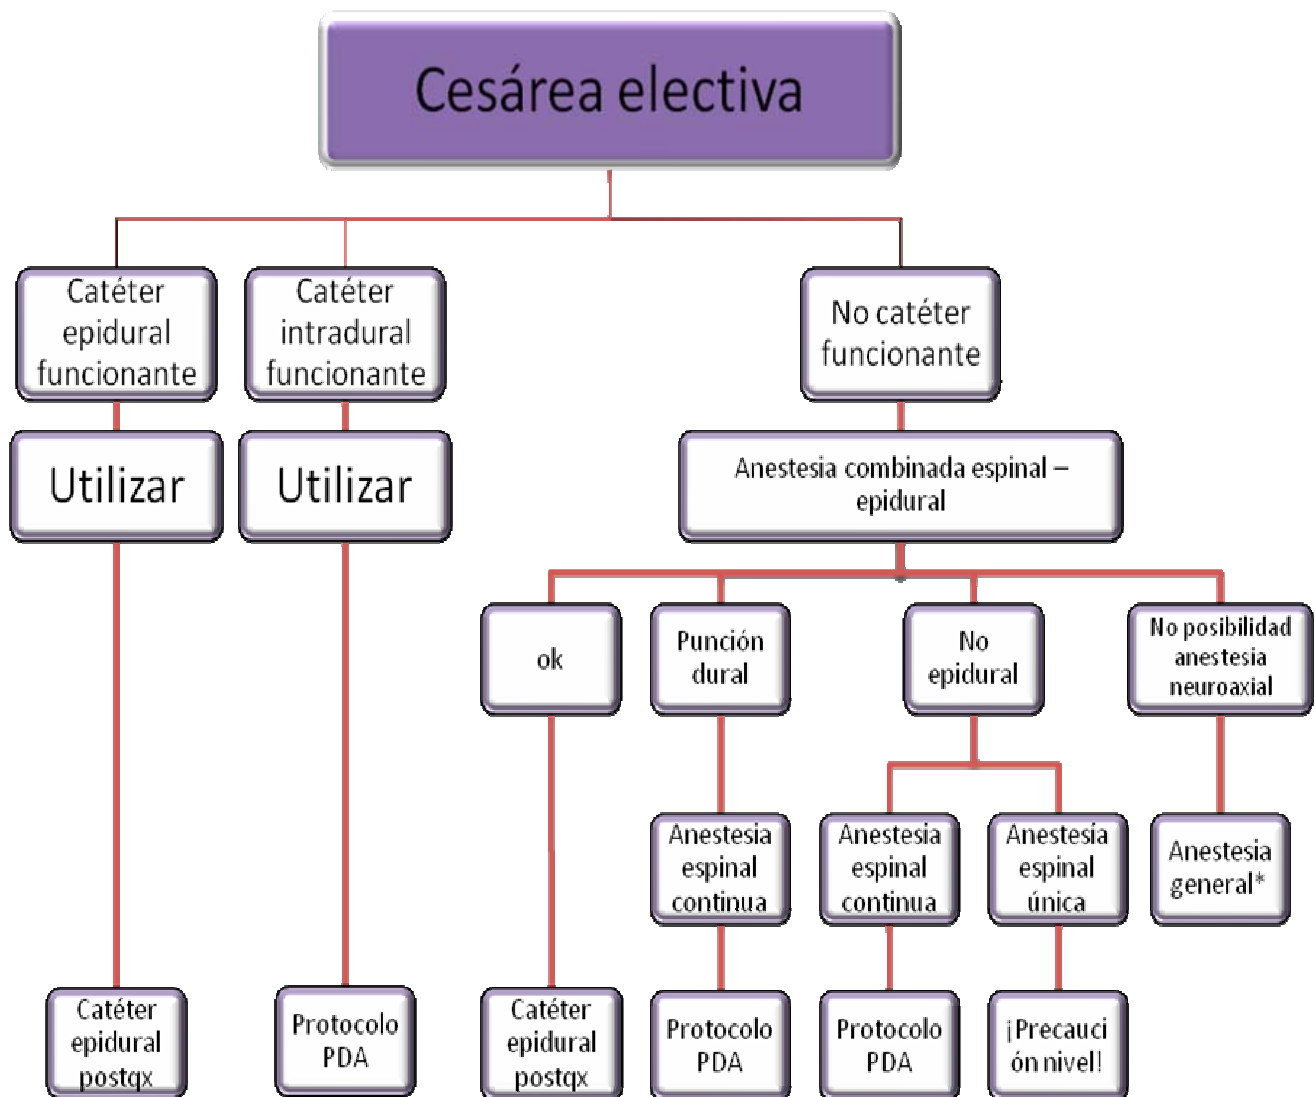 Cesárea electiva
Catéter
epidural
funcionante
Catéter
intradural
funcionante
No catéter
funcionante
Utilizar
Utilizar
Anestesia combinada espinal –
epidural
ok
Punción
dural
No
epidural
No posibilidad
anestesia
neuroaxial
Anestesia
espinal
continua
Anestesia
espinal
continua
Anestesia
espinal
única
Anestesia
general*
Catéter
epidural
postqx
Protocolo
PDA
Catéter
epidural
postqx
Protocolo
PDA
Protocolo
PDA
¡Precauci
ón nivel!